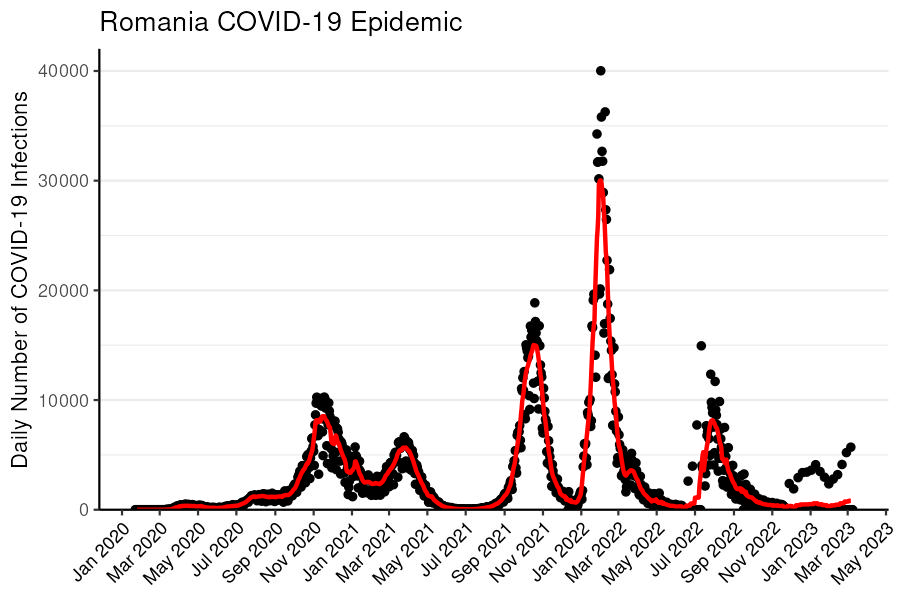 Romania COVID-19 Epidemic
Daily Number of COVID-19 Infections
40000
30000
20000
10000
0
Jan 2020
Mar 2020
May 2020
Jul 2020
Sep 2020
Nov 2020
Jan 2021
Mar 2021
May 2021
Jul 2021
Sep 2021
Nov 2021
Jan 2022
Mar 2022
May 2022
Jul 2022
Sep 2022
Nov 2022
Jan 2023
Mar 2023
May 2023